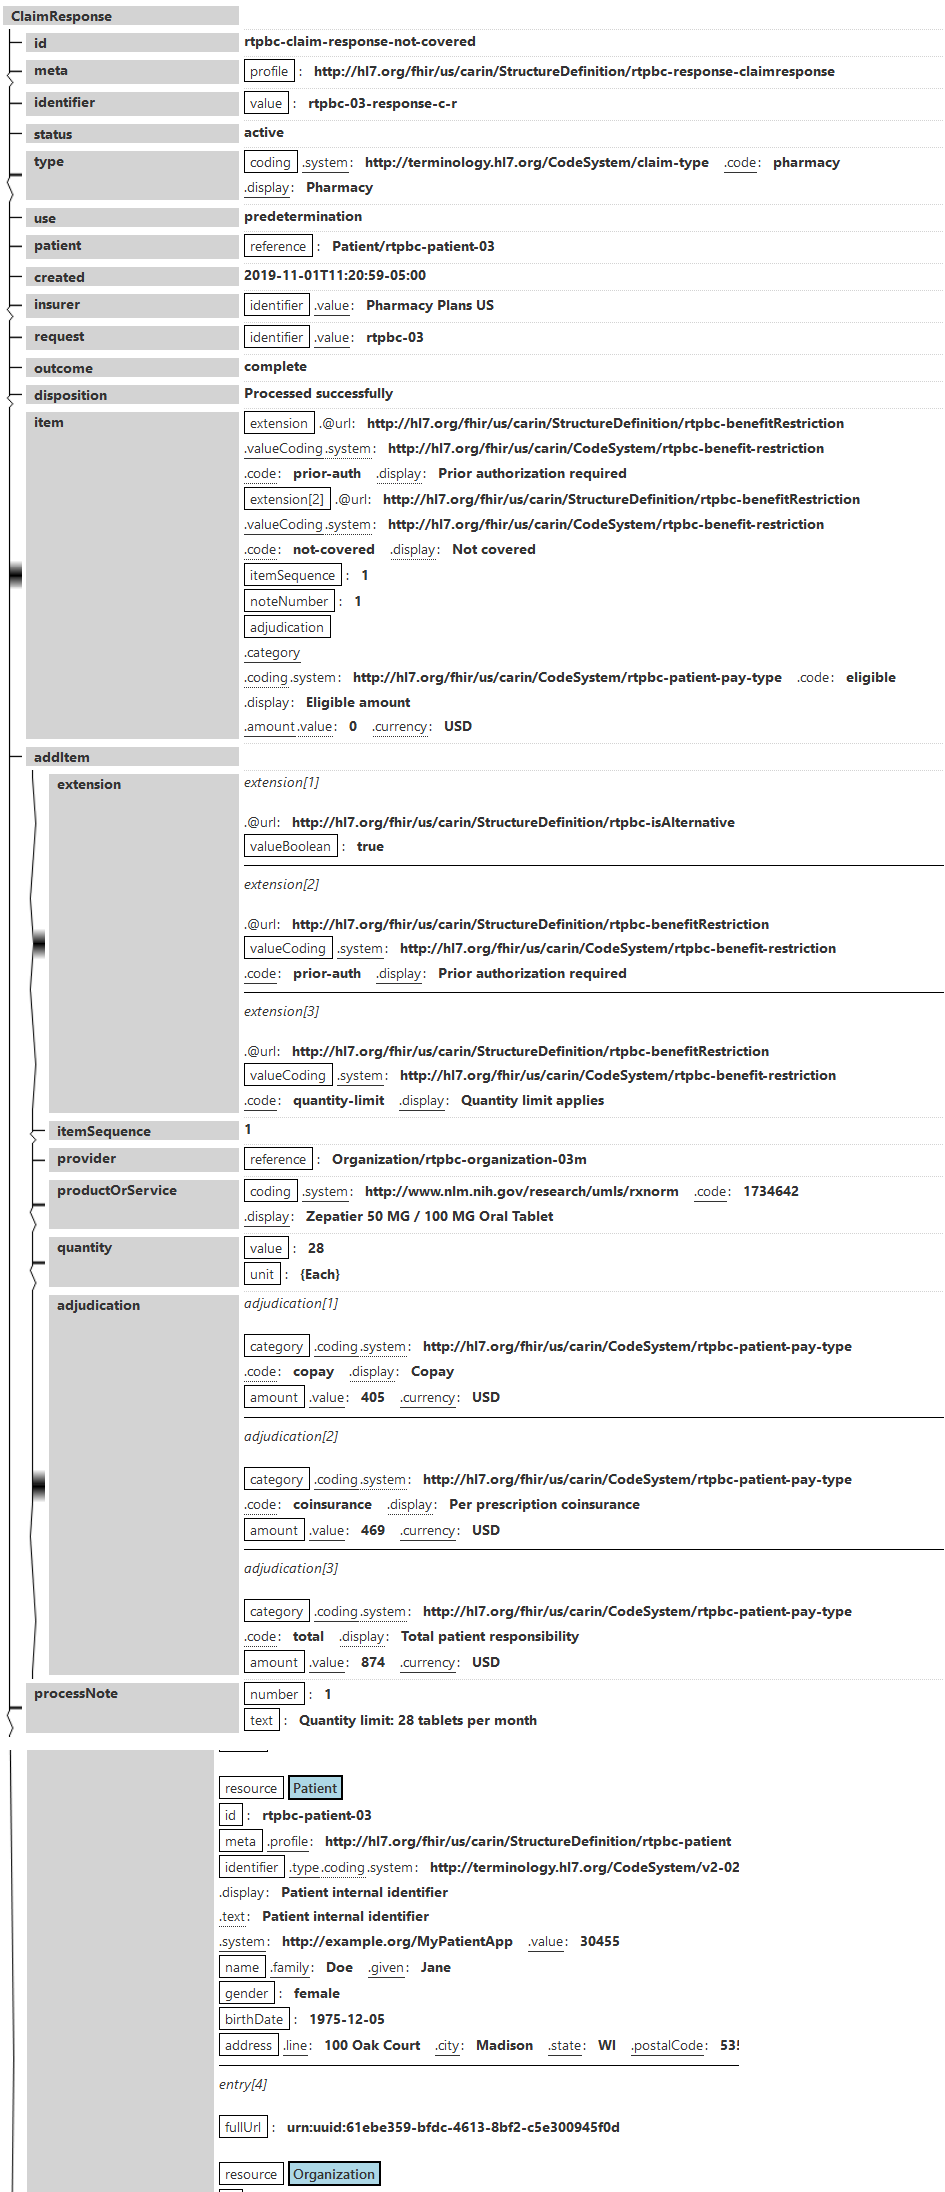 ClaimResponse
id rtpbc-claim-response-not-covered
meta profile : http://hl7.org/fhir/us/carin/StructureDefinition/rtpbc-response-claimresponse
identifier value : rtpbc-03-response-c-r
status active
type coding .system: http://terminology.hl7.org/CodeSystem/claim-type .code: pharmacy
.display: Pharmacy
use predetermination
patient reference : Patient/rtpbc-patient-03
created 2019-11-01T11:20:59-05:00
insurer identifier .value: Pharmacy Plans US
request identifier .value: rtpbc-03
outcome complete
disposition Processed successfully
item extension .@url: http://hl7.org/fhir/us/carin/StructureDefinition/rtpbc-benefitRestriction
.valueCoding.system: http://hl7.org/fhir/us/carin/CodeSystem/rtpbc-benefit-restriction
.code: prior-auth .display: Prior authorization required
extension[2] .@url: http://hl7.org/fhir/us/carin/StructureDefinition/rtpbc-benefitRestriction
.valueCoding.system: http://hl7.org/fhir/us/carin/CodeSystem/rtpbc-benefit-restriction
.code: not-covered .display: Not covered
itemSequence : 1
noteNumber : 1
adjudication
.category
.coding.system: http://hl7.org/fhir/us/carin/CodeSystem/rtpbc-patient-pay-type .code: eligible
.display: Eligible amount
.amount.value: 0 .currency: USD
addItem
extension extension[1]
.@url: http://hl7.org/fhir/us/carin/StructureDefinition/rtpbc-isAlternative
valueBoolean : true
extension[2]
.@url: http://hl7.org/fhir/us/carin/StructureDefinition/rtpbc-benefitRestriction
valueCoding .system: http://hl7.org/fhir/us/carin/CodeSystem/rtpbc-benefit-restriction
.code: prior-auth .display: Prior authorization required
extension[3]
.@url: http://hl7.org/fhir/us/carin/StructureDefinition/rtpbc-benefitRestriction
valueCoding .system: http://hl7.org/fhir/us/carin/CodeSystem/rtpbc-benefit-restriction
.code: quantity-limit .display: Quantity limit applies
itemSequence 1
provider reference : Organization/rtpbc-organization-03m
productOrService coding .system: http://www.nlm.nih.gov/research/umls/rxnorm .code: 1734642
.display: Zepatier 50 MG / 100 MG Oral Tablet
quantity value : 28
unit : {Each}
adjudication adjudication[1]
category .coding.system: http://hl7.org/fhir/us/carin/CodeSystem/rtpbc-patient-pay-type
.code: copay .display: Copay
amount .value: 405 .currency: USD
adjudication[2]
category .coding.system: http://hl7.org/fhir/us/carin/CodeSystem/rtpbc-patient-pay-type
.code: coinsurance .display: Per prescription coinsurance
amount .value: 469 .currency: USD
adjudication[3]
category .coding.system: http://hl7.org/fhir/us/carin/CodeSystem/rtpbc-patient-pay-type
.code: total .display: Total patient responsibility
amount .value: 874 .currency: USD
processNote number : 1
text : Quantity limit: 28 tablets per month
resource Patient
id : rtpbc-patient-03
meta .profile: http://hl7.org/fhir/us/carin/StructureDefinition/rtpbc-patient
identifier .type.coding.system: http://terminology.hl7.org/CodeSystem/v2-02
.display: Patient internal identifier
.text: Patient internal identifier
.system: http://example.org/MyPatientApp .value: 30455
name .family: Doe .given: Jane
gender : female
birthDate : 1975-12-05
address .line: 100 Oak Court .city: Madison .state: WI .postalCode: 53
entry[4]
fullUrl : urn:uuid:61ebe359-bfdc-4613-8bf2-c5e300945f0d
resource Organization